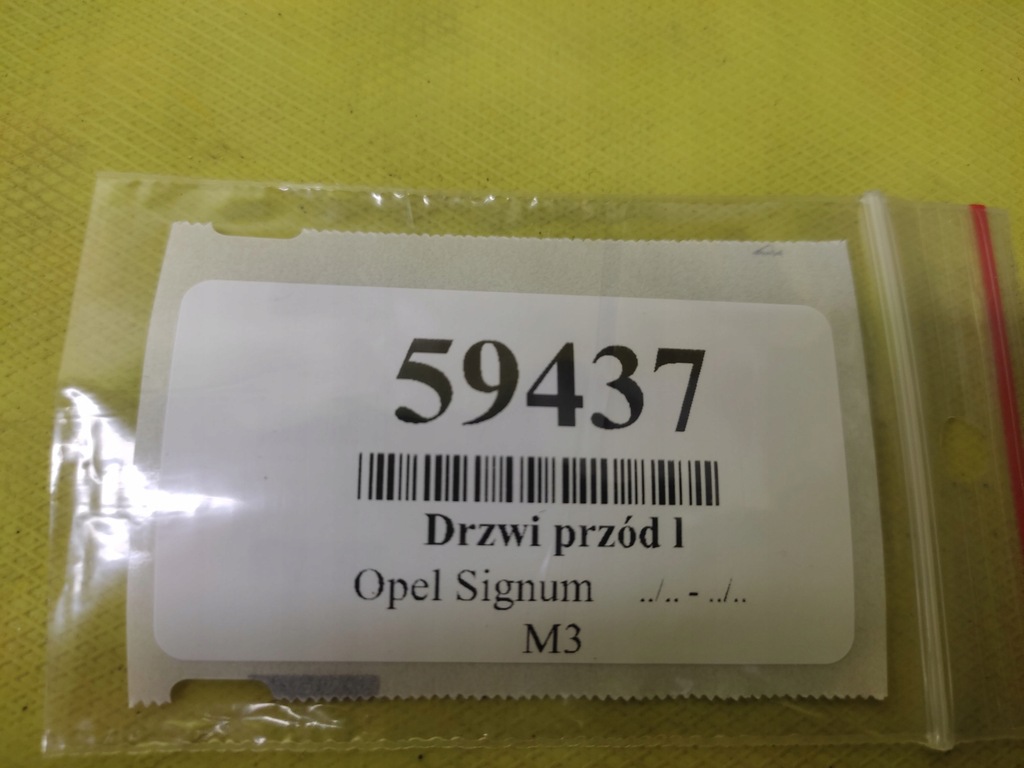 59437
Drzwi przód l
Opel Signum ../.. - ../..
M3